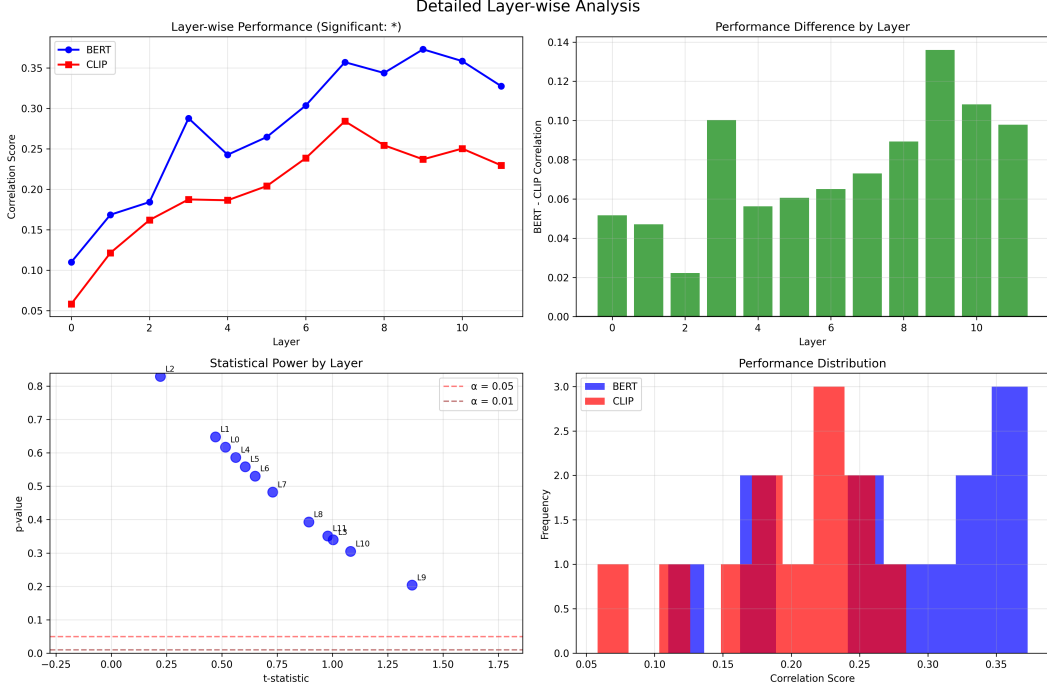 Detailed Layer-wise Analysis
Layer-wise Performance (Significant: *)
BERT
CLIP
Correlation Score
0.35
0.30
0.25
0.20
0.15
0.10
0.05
0 2 4 6 8 10
Layer
Performance Difference by Layer
BERT - CLIP Correlation
0.14
0.12
0.10
0.08
0.06
0.04
0.02
0.00
0 2 4 6 8 10
Layer
Statistical Power by Layer
α = 0.05
α = 0.01
p-value
0.8
0.7
0.6
0.5
0.4
0.3
0.2
0.1
0.0
L2
L1
L0
L4
L5
L6
L7
L8
L11
L3
L10
L9
−0.25 0.00 0.25 0.50 0.75 1.00 1.25 1.50 1.75
t-statistic
Performance Distribution
BERT
CLIP
Frequency
3.0
2.5
2.0
1.5
1.0
0.5
0.0
0.05 0.10 0.15 0.20 0.25 0.30 0.35
Correlation Score